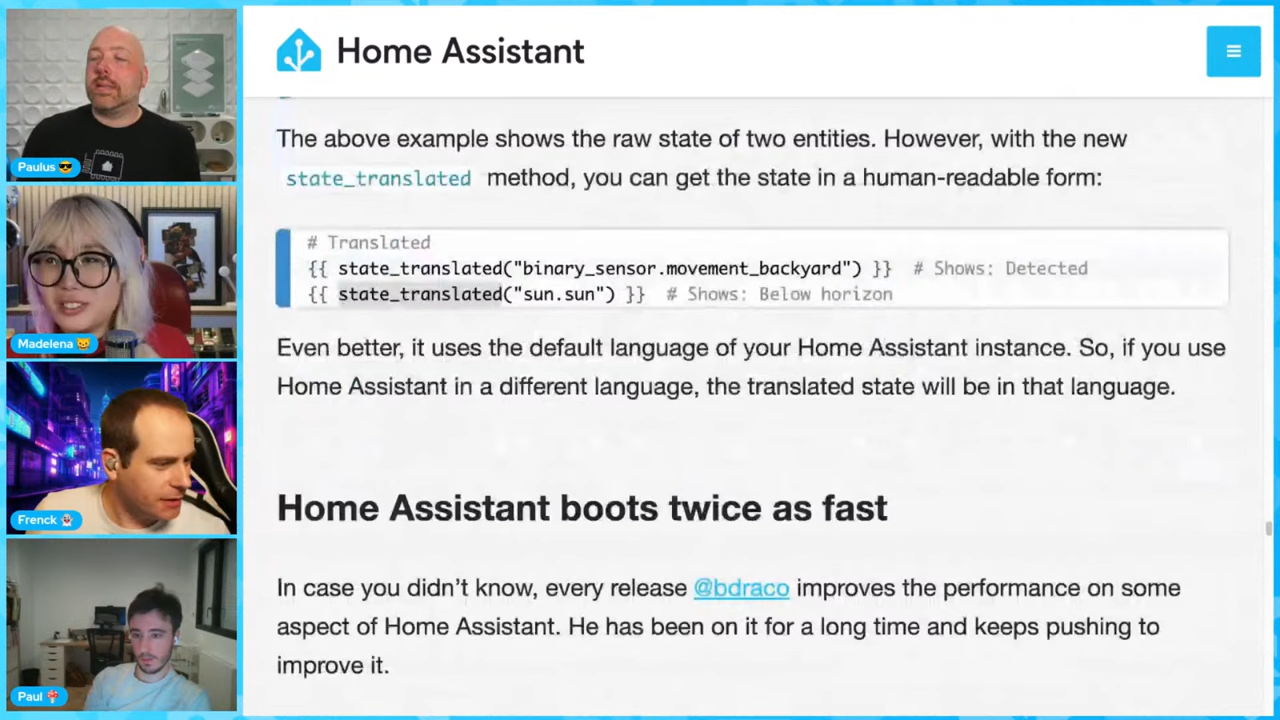 Home Assistant
The above example shows the raw state of two entities. However, with the new
state_translated method, you can get the state in a human-readable form:
# Translated
{{ state_translated("binary_sensor.movement_backyard") }} # Shows: Detected
{{ state_translated("sun.sun") }} # Shows: Below horizon
Even better, it uses the default language of your Home Assistant instance. So, if you use
Home Assistant in a different language, the translated state will be in that language.
Home Assistant boots twice as fast
In case you didn’t know, every release @bdraco improves the performance on some
aspect of Home Assistant. He has been on it for a long time and keeps pushing to
improve it.
Paulus 😎
Madelena 🐱
Frenck 👻
Paul 🍄